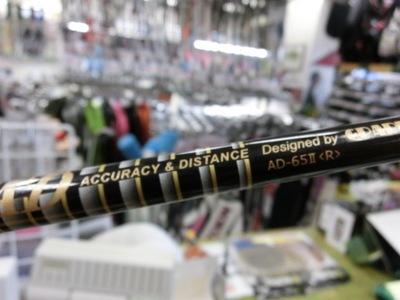 ACCURACY & DISTANCE
Designed by
AD-65II<R>